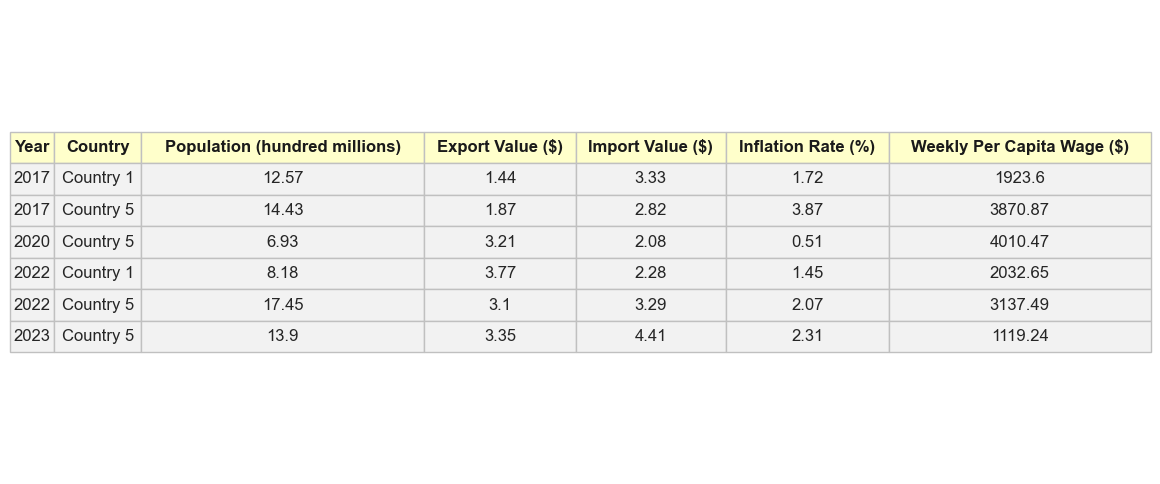 Year Country Population (hundred millions) Export Value ($) Import Value ($) Inflation Rate (%) Weekly Per Capita Wage ($)
2017 Country 1 12.57 1.44 3.33 1.72 1923.6
2017 Country 5 14.43 1.87 2.82 3.87 3870.87
2020 Country 5 6.93 3.21 2.08 0.51 4010.47
2022 Country 1 8.18 3.77 2.28 1.45 2032.65
2022 Country 5 17.45 3.1 3.29 2.07 3137.49
2023 Country 5 13.9 3.35 4.41 2.31 1119.24